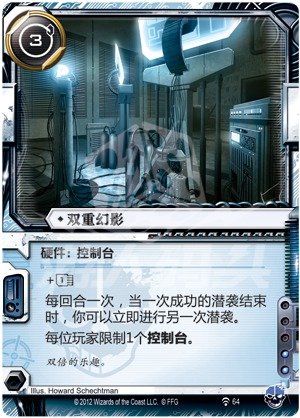 3
◆ 双重幻影
硬件: 控制台
+1
每回合一次，当一次成功的潜袭结束
时，你可以立即进行另一次潜袭。
每位玩家限制1个控制台。
双倍的乐趣。
Illus. Howard Schechtman
©2012 Wizards of the Coast LLC. ©FFG
64